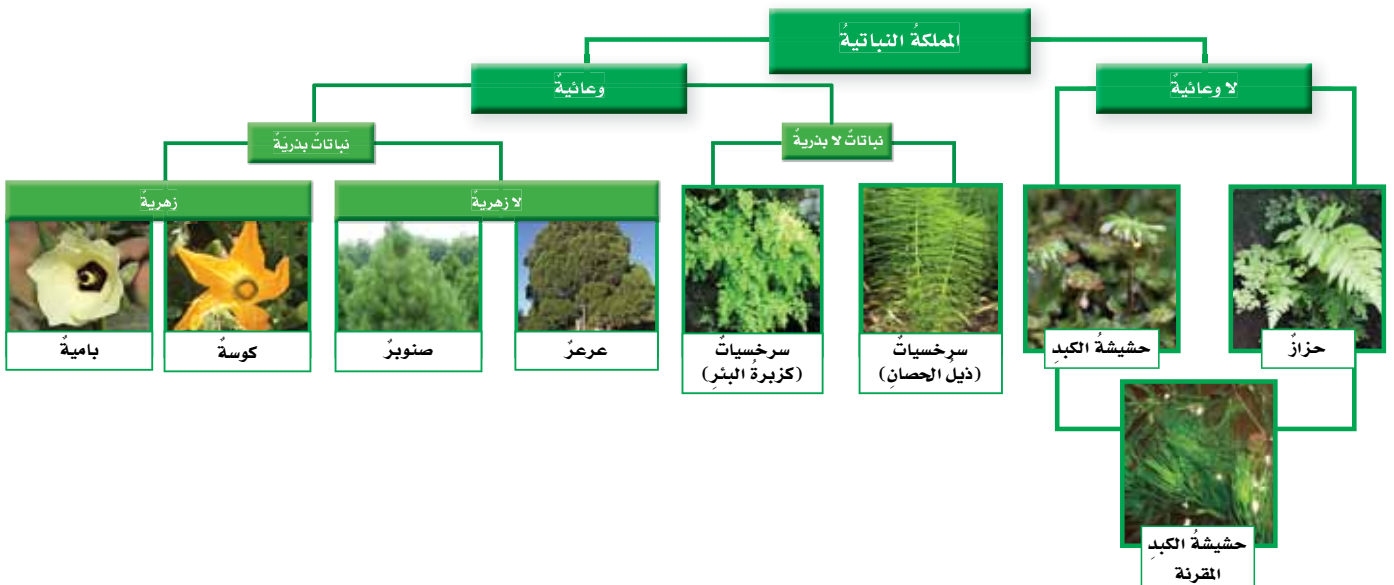 المملكةُ النباتيةُ
لا وعائيةٌ
وعائيةٌ
نباتاتٌ لا بذريةٌ
نباتاتٌ بذريّةٌ
لا زهريةٌ
زهريةٌ
حزازٌ
حشيشةُ الكبدِ
سرخسياتٌ
(ذيلُ الحصانِ)
سرخسياتٌ
(كزبرةُ البئرِ)
عرعرٌ
صنوبرٌ
كوسةٌ
باميةٌ
حشيشةُ الكبدِ
المقرنة